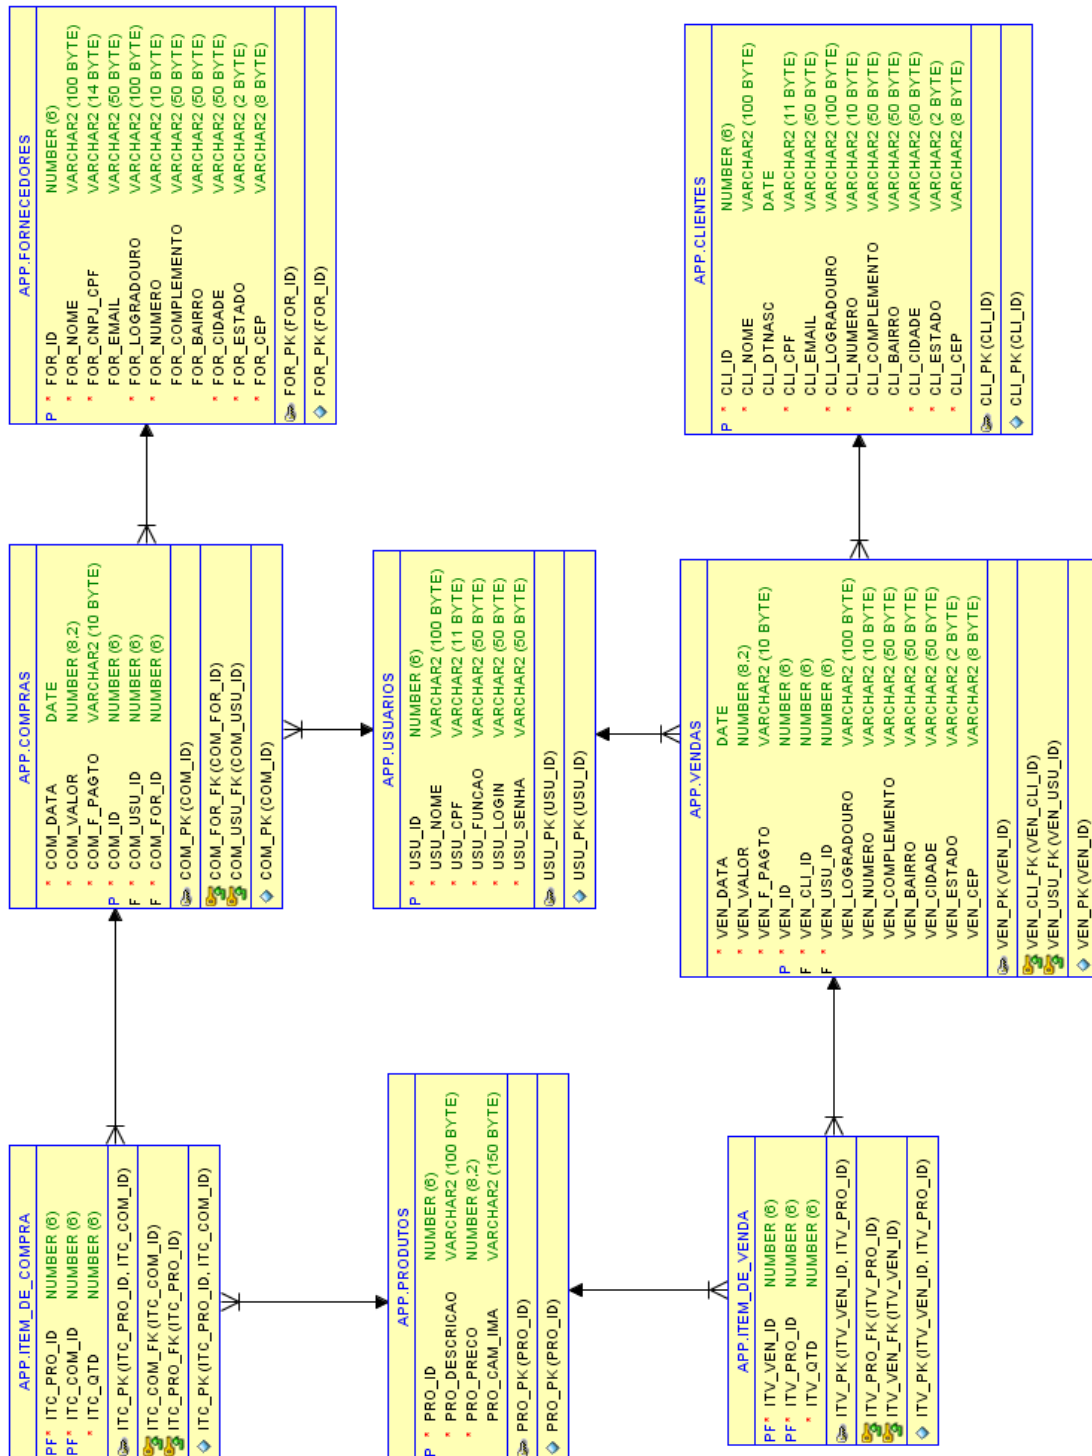 APP.ITEM_DE_COMPRA
PF* ITC_PRO_ID NUMBER (6)
PF* ITC_COM_ID NUMBER (6)
* ITC_QTD NUMBER (6)
ITC_PK (ITC_PRO_ID, ITC_COM_ID)
ITC_COM_FK (ITC_COM_ID)
ITC_PRO_FK (ITC_PRO_ID)
ITC_PK (ITC_PRO_ID, ITC_COM_ID)
APP.COMPRAS
* COM_DATA DATE
* COM_VALOR NUMBER (8,2)
* COM_F_PAGTO VARCHAR2 (10 BYTE)
P * COM_ID NUMBER (6)
F * COM_USU_ID NUMBER (6)
F * COM_FOR_ID NUMBER (6)
COM_PK (COM_ID)
COM_FOR_FK (COM_FOR_ID)
COM_USU_FK (COM_USU_ID)
COM_PK (COM_ID)
APP.FORNECEDORES
P * FOR_ID NUMBER (6)
* FOR_NOME VARCHAR2 (100 BYTE)
* FOR_CNPJ_CPF VARCHAR2 (14 BYTE)
FOR_EMAIL VARCHAR2 (50 BYTE)
* FOR_LOGRADOURO VARCHAR2 (100 BYTE)
* FOR_NUMERO VARCHAR2 (10 BYTE)
FOR_COMPLEMENTO VARCHAR2 (50 BYTE)
FOR_BAIRRO VARCHAR2 (50 BYTE)
* FOR_CIDADE VARCHAR2 (50 BYTE)
* FOR_ESTADO VARCHAR2 (2 BYTE)
* FOR_CEP VARCHAR2 (8 BYTE)
FOR_PK (FOR_ID)
FOR_PK (FOR_ID)
APP.PRODUTOS
P * PRO_ID NUMBER (6)
* PRO_DESCRICAO VARCHAR2 (100 BYTE)
* PRO_PRECO NUMBER (8,2)
PRO_CAM_IMA VARCHAR2 (150 BYTE)
PRO_PK (PRO_ID)
PRO_PK (PRO_ID)
APP.USUARIOS
P * USU_ID NUMBER (6)
* USU_NOME VARCHAR2 (100 BYTE)
* USU_CPF VARCHAR2 (11 BYTE)
* USU_FUNCAO VARCHAR2 (50 BYTE)
* USU_LOGIN VARCHAR2 (50 BYTE)
* USU_SENHA VARCHAR2 (50 BYTE)
USU_PK (USU_ID)
USU_PK (USU_ID)
APP.ITEM_DE_VENDA
PF* ITV_VEN_ID NUMBER (6)
PF* ITV_PRO_ID NUMBER (6)
* ITV_QTD NUMBER (6)
ITV_PK (ITV_VEN_ID, ITV_PRO_ID)
ITV_PRO_FK (ITV_PRO_ID)
ITV_VEN_FK (ITV_VEN_ID)
ITV_PK (ITV_VEN_ID, ITV_PRO_ID)
APP.VENDAS
* VEN_DATA DATE
* VEN_VALOR NUMBER (8,2)
* VEN_F_PAGTO VARCHAR2 (10 BYTE)
P * VEN_ID NUMBER (6)
F * VEN_CLI_ID NUMBER (6)
F * VEN_USU_ID NUMBER (6)
VEN_LOGRADOURO VARCHAR2 (100 BYTE)
VEN_NUMERO VARCHAR2 (10 BYTE)
VEN_COMPLEMENTO VARCHAR2 (50 BYTE)
VEN_BAIRRO VARCHAR2 (50 BYTE)
VEN_CIDADE VARCHAR2 (50 BYTE)
VEN_ESTADO VARCHAR2 (2 BYTE)
VEN_CEP VARCHAR2 (8 BYTE)
VEN_PK (VEN_ID)
VEN_CLI_FK (VEN_CLI_ID)
VEN_USU_FK (VEN_USU_ID)
VEN_PK (VEN_ID)
APP.CLIENTES
P * CLI_ID NUMBER (6)
* CLI_NOME VARCHAR2 (100 BYTE)
CLI_DTNASC DATE
* CLI_CPF VARCHAR2 (11 BYTE)
CLI_EMAIL VARCHAR2 (50 BYTE)
* CLI_LOGRADOURO VARCHAR2 (100 BYTE)
* CLI_NUMERO VARCHAR2 (10 BYTE)
CLI_COMPLEMENTO VARCHAR2 (50 BYTE)
CLI_BAIRRO VARCHAR2 (50 BYTE)
* CLI_CIDADE VARCHAR2 (50 BYTE)
* CLI_ESTADO VARCHAR2 (2 BYTE)
* CLI_CEP VARCHAR2 (8 BYTE)
CLI_PK (CLI_ID)
CLI_PK (CLI_ID)